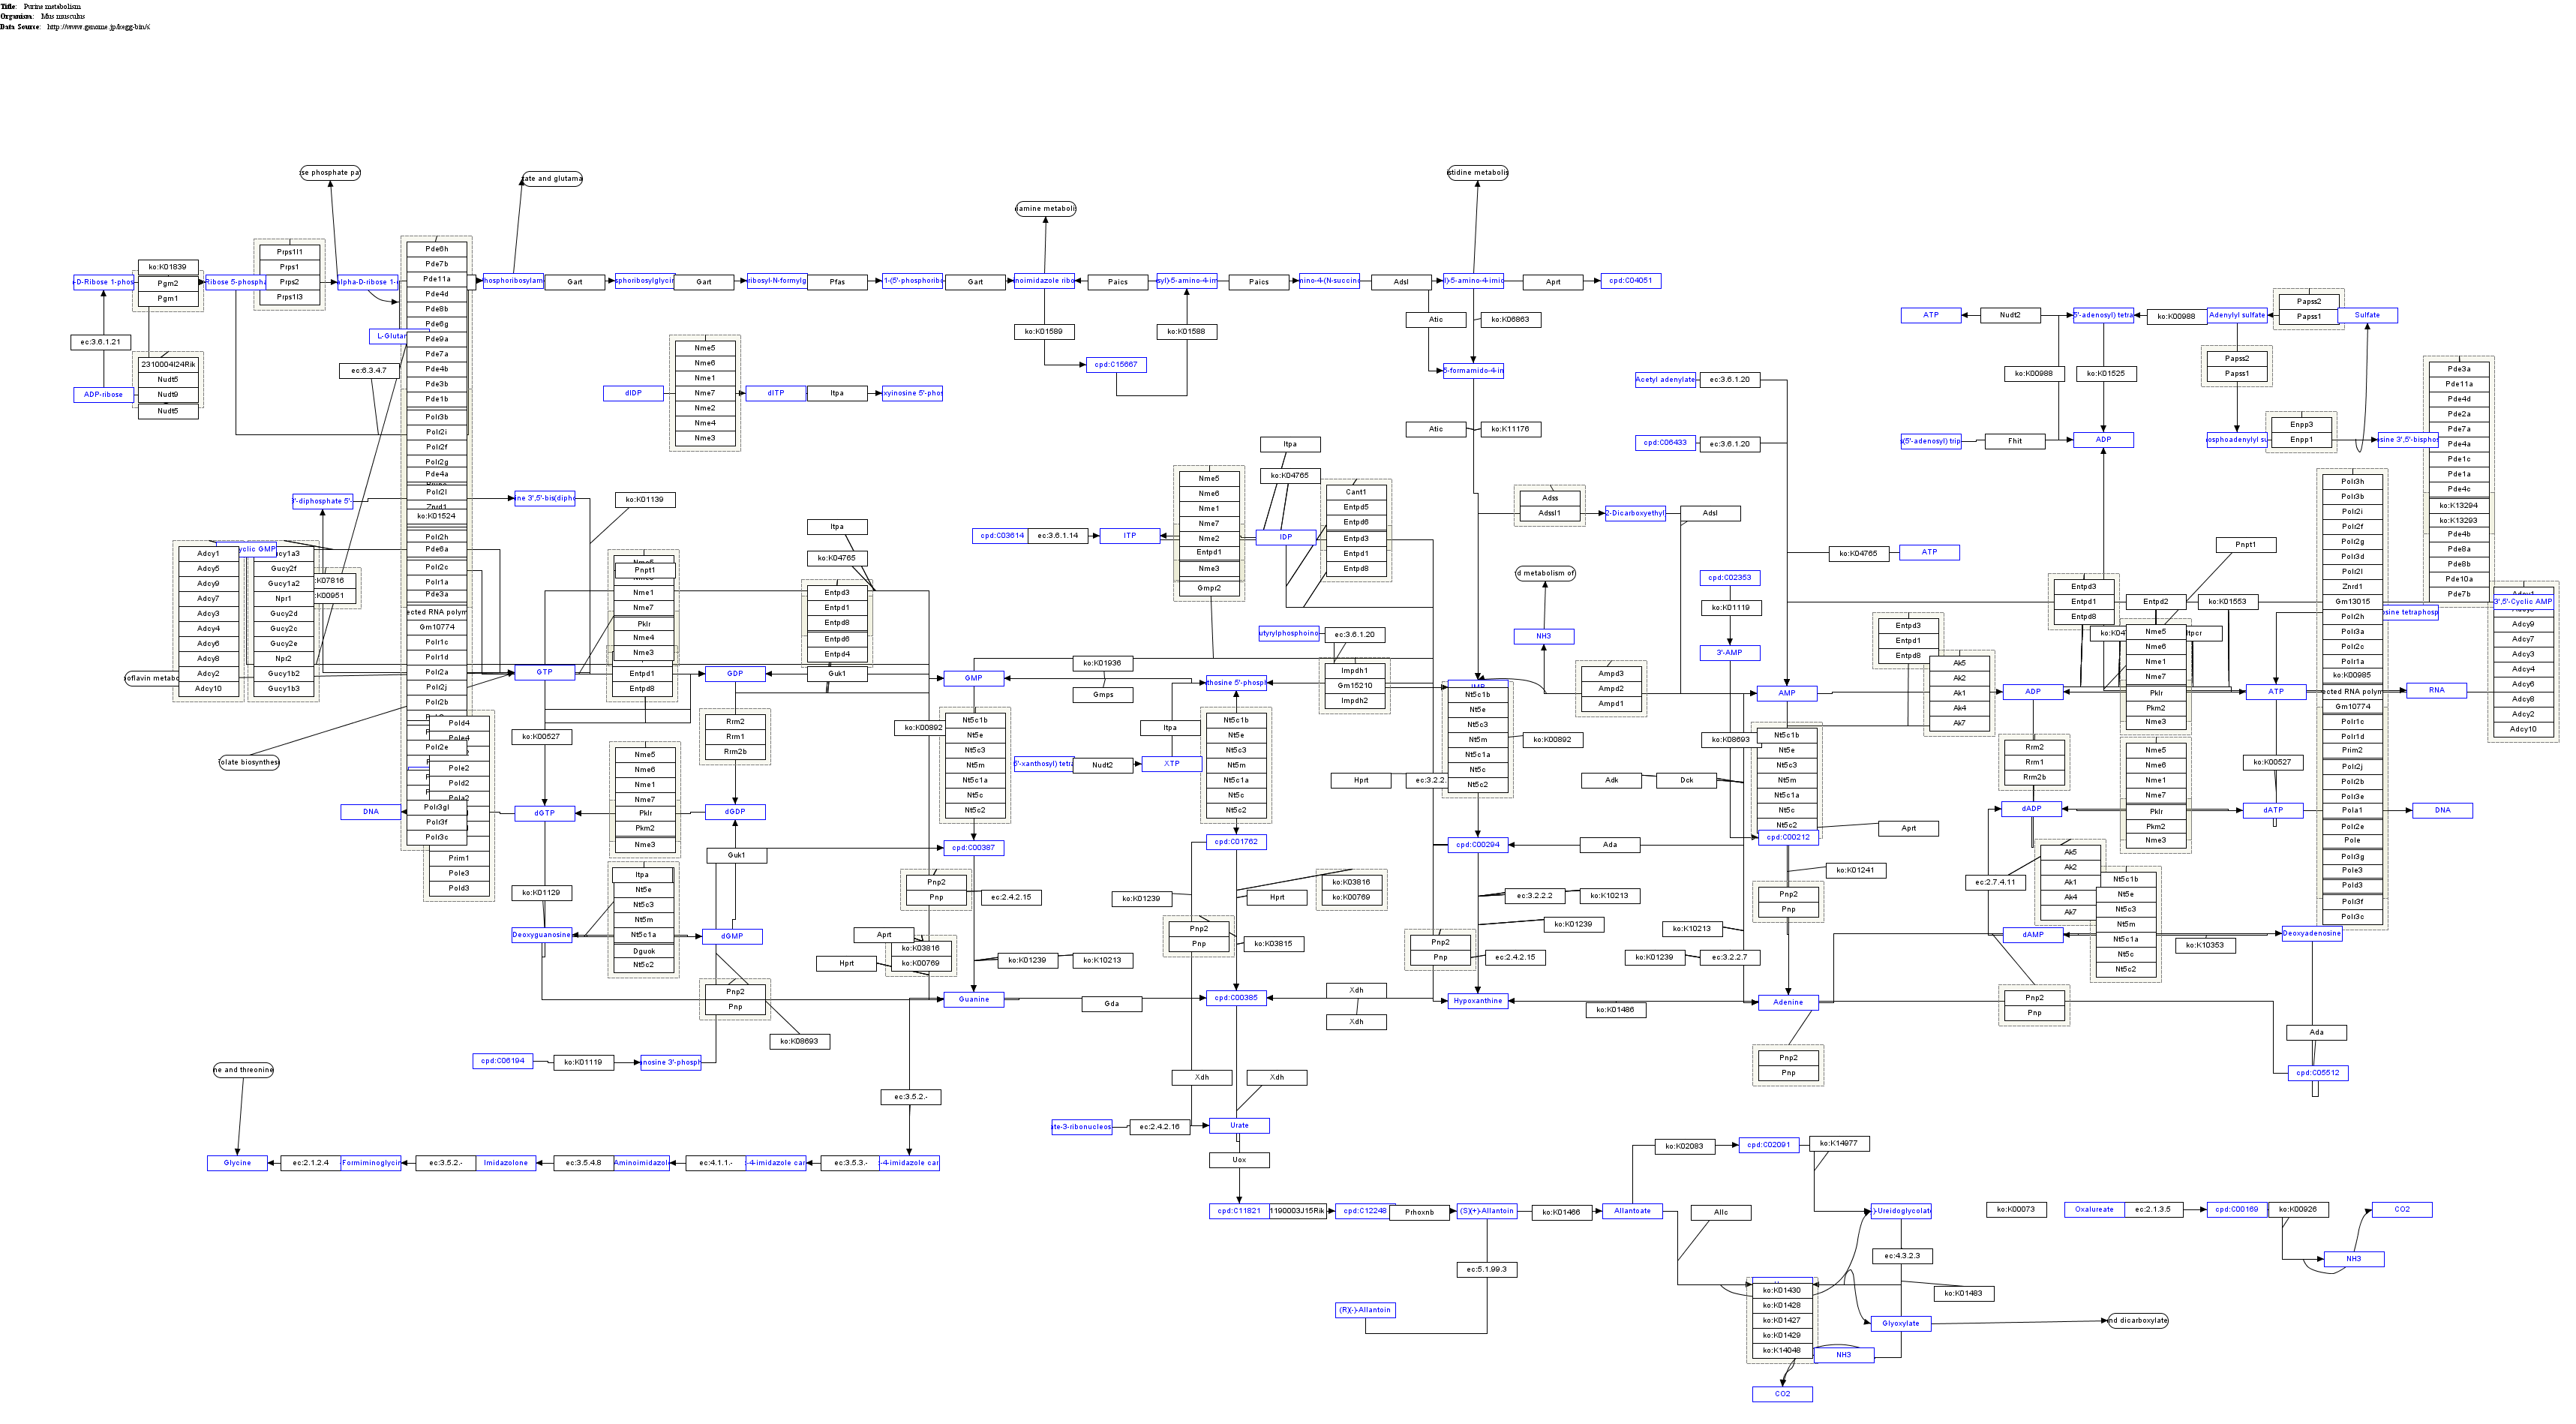 Title: Purine metabolism
Organism: Mus musculus
Data Source: http://www.genome.jp/kegg-bin/
se phosphate pa
ate and glutama
stidine metabolis
amine metabolis
Prps1l1
Prps1
Prps2
Prps1l3
ko:K01839
Pgm2
Pgm1
-D-Ribose 1-phos
Ribose 5-phosph
alpha-D-ribose 1-
Pde6h
Pde7b
Pde11a
Pde4d
Pde8b
Pde6g
Pde9a
Pde7a
Pde4b
Pde3b
Pde1b
Polr3b
Polr2i
Polr2f
Polr2g
Pde4a
Polr2l
Znrd1
ko:K01524
Polr2h
Pde6a
Polr2c
Polr1a
Pde3a
ected RNA polym
Gm10774
Polr1c
Polr1d
Polr2a
Polr2j
Polr2b
Pold4
Pole4
Polr2e
Pole2
Pold2
Pola2
Polr3gl
Polr3f
Polr3c
Prim1
Pole3
Pold3
hosphoribosylam
Gart
sphoribosylglycin
Gart
ribosyl-N-formylg
Pfas
1-(5'-phosphoribo
Gart
noimidazole ribo
Paics
syl)-5-amino-4-im
Paics
mino-4-(N-succino
Adsl
l)-5-amino-4-imid
Aprt
cpd:C04051
ec:3.6.1.21
ADP-ribose
2310004I24Rik
Nudt5
Nudt9
Nudt5
L-Glutar
ec:6.3.4.7
ko:K01589
ko:K01588
cpd:C15667
Atic
ko:K06863
5-formamido-4-im
Atic
ko:K11176
dIDP
Nme5
Nme6
Nme1
Nme7
Nme2
Nme4
Nme3
dITP
Itpa
xyinosine 5'-phos
Acetyl adenylate
ec:3.6.1.20
cpd:C06433
ec:3.6.1.20
ATP
Nudt2
5'-adenosyl) tetra
ko:K00988
Adenylyl sulfate
Papss2
Papss1
Sulfate
ko:K00988
ko:K01525
Papss2
Papss1
s(5'-adenosyl) trip
Fhit
ADP
osphoadenylyl su
Enpp3
Enpp1
sine 3',5'-bisphos
Pde3a
Pde11a
Pde4d
Pde2a
Pde7a
Pde4a
Pde1c
Pde1a
Pde4c
ko:K13294
ko:K13293
Pde4b
Pde8a
Pde8b
Pde10a
Pde7b
3'-diphosphate 5'-
ine 3',5'-bis(dipho
ko:K01139
Itpa
ko:K04765
Itpa
ko:K04765
Nme5
Nme6
Nme1
Nme7
Nme2
Entpd1
Nme3
Gmpr2
cpd:C03614
ec:3.6.1.14
ITP
IDP
Cant1
Entpd5
Entpd6
Entpd3
Entpd1
Entpd8
Adss
Adssl1
2-Dicarboxyethyl
Adsl
ko:K04765
ATP
Pnpt1
Adcy1
Adcy5
Adcy9
Adcy7
Adcy3
Adcy4
Adcy6
Adcy8
Adcy2
Adcy10
yclic GMP
cy1a3
Gucy2f
Gucy1a2
Npr1
Gucy2d
Gucy2c
Gucy2e
Npr2
Gucy1b2
Gucy1b3
:K07816
:K00951
oflavin metabo
olate biosynthes
Pnpt1
Nme1
Nme7
Pklr
Nme4
Nme3
Entpd1
Entpd8
Entpd3
Entpd1
Entpd8
Entpd6
Entpd4
Guk1
GTP
GDP
GMP
ko:K01936
Gmps
thosine 5'-phosph
utyrylphosphoino
ec:3.6.1.20
Impdh1
Gm15210
Impdh2
Itpa
5'-xanthosyl) tetra
Nudt2
XTP
d metabolism of
NH3
Ampd3
Ampd2
Ampd1
cpd:C02353
ko:K01119
3'-AMP
AMP
Entpd3
Entpd1
Entpd8
Ak5
Ak2
Ak1
Ak4
Ak7
ADP
Entpd3
Entpd1
Entpd8
Entpd2
ko:K01553
Nme5
Nme6
Nme1
Nme7
Pklr
Pkm2
Nme3
ATP
Polr3h
Polr3b
Polr2i
Polr2f
Polr2g
Polr3d
Polr2l
Znrd1
Gm13015
Polr2h
Polr3a
Polr2c
Polr1a
ko:K00985
ected RNA polym
Gm10774
Polr1c
Polr1d
Prim2
Polr2j
Polr2b
Polr3e
Pola1
Polr2e
Pole
Polr3g
Pole3
Pold3
Polr3f
Polr3c
osine tetraphosp
RNA
3',5'-Cyclic AMP
Adcy9
Adcy7
Adcy3
Adcy4
Adcy6
Adcy8
Adcy2
Adcy10
ko:K00527
Rrm2
Rrm1
Rrm2b
DNA
dGTP
Nme5
Nme6
Nme1
Nme7
Pklr
Pkm2
Nme3
dGDP
Guk1
ko:K00892
Nt5c1b
Nt5e
Nt5c3
Nt5m
Nt5c1a
Nt5c
Nt5c2
cpd:C00387
Nt5c1b
Nt5e
Nt5c3
Nt5m
Nt5c1a
Nt5c
Nt5c2
cpd:C01762
Nt5c1b
Nt5e
Nt5c3
Nt5m
Nt5c1a
Nt5c
Nt5c2
ko:K00892
Hprt
ec:3.2.2.
cpd:C00294
Adk
Dck
Ada
ko:K08693
Nt5c1b
Nt5e
Nt5c3
Nt5m
Nt5c1a
Nt5c
Nt5c2
cpd:C00212
Aprt
Rrm2
Rrm1
Rrm2b
dADP
Nme5
Nme6
Nme1
Nme7
Pklr
Pkm2
Nme3
ko:K00527
dATP
DNA
ko:K01129
Itpa
Nt5e
Nt5c3
Nt5m
Nt5c1a
Dguok
Nt5c2
Deoxyguanosine
dGMP
Pnp2
Pnp
ko:K08693
Pnp2
Pnp
ec:2.4.2.15
Aprt
ko:K03816
ko:K00769
Hprt
ko:K01239
ko:K10213
Guanine
Gda
ko:K01239
Pnp2
Pnp
Hprt
ko:K03816
ko:K00769
ko:K03815
cpd:C00385
Xdh
Xdh
ec:3.2.2.2
ko:K10213
ko:K01239
Pnp2
Pnp
ec:2.4.2.15
Hypoxanthine
ko:K01486
Adenine
ko:K01241
Pnp2
Pnp
ko:K10213
ko:K01239
ec:3.2.2.7
Pnp2
Pnp
ec:2.7.4.11
Ak5
Ak2
Ak1
Ak4
Ak7
Nt5c1b
Nt5e
Nt5c3
Nt5m
Nt5c1a
Nt5c
Nt5c2
dAMP
ko:K10353
Deoxyadenosine
Pnp2
Pnp
Ada
cpd:C05512
cpd:C06194
ko:K01119
nosine 3'-phosph
ne and threonine
ec:3.5.2.-
Xdh
Xdh
ate-3-ribonucleos
ec:2.4.2.16
Urate
Uox
Glycine
ec:2.1.2.4
Formiminoglycin
ec:3.5.2.-
Imidazolone
ec:3.5.4.8
Aminoimidazol
ec:4.1.1.-
-4-imidazole car
ec:3.5.3.-
-4-imidazole car
cpd:C11821
1190003J15Rik
cpd:C12248
Prhoxnb
(S)(+)-Allantoin
ko:K01466
Allantoate
ko:K02083
cpd:C02091
ko:K14977
Allc
)-Ureidoglycolate
ko:K00073
Oxalureate
ec:2.1.3.5
cpd:C00169
ko:K00926
CO2
NH3
ec:5.1.99.3
(R)(-)-Allantoin
ec:4.3.2.3
ko:K01483
ko:K01430
ko:K01428
ko:K01427
ko:K01429
ko:K14048
Glyoxylate
nd dicarboxylate
NH3
CO2